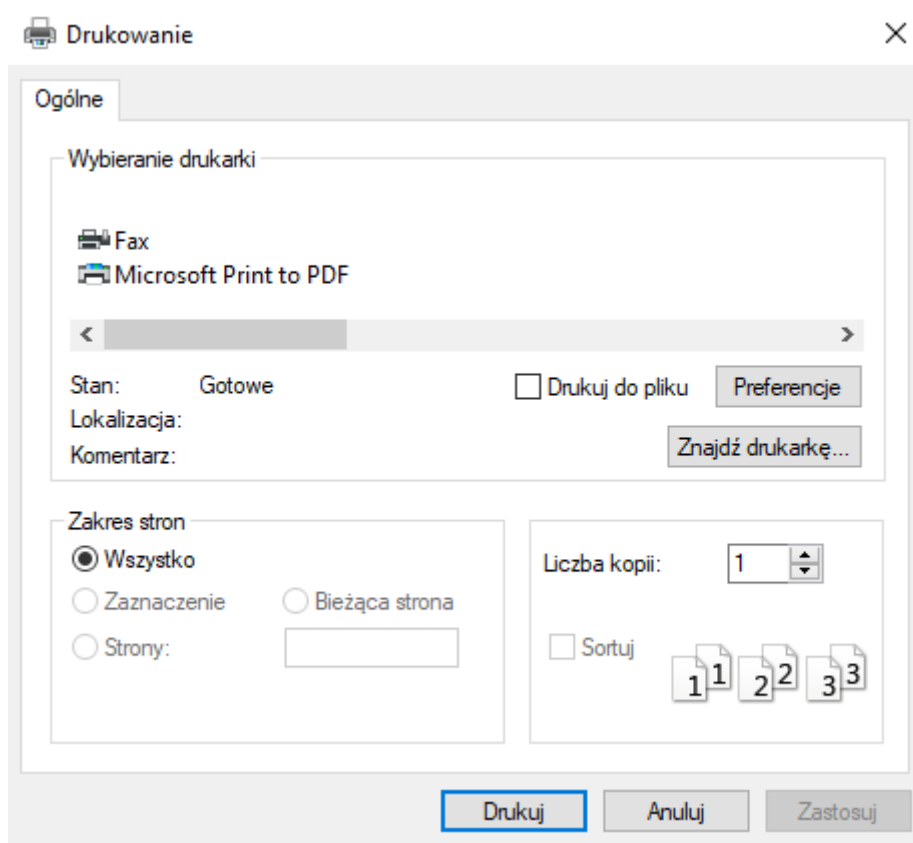 Drukowanie
Ogólne
Wybieranie drukarki
Fax
Microsoft Print to PDF
Stan: Gotowe
Drukuj do pliku
Preferencje
Lokalizacja:
Komentarz:
Znajdź drukarkę...
Zakres stron
Wszystko
Zaznaczenie
Bieżąca strona
Strony:
Liczba kopii: 1
Sortuj
1 1 2 2 3 3
Drukuj
Anuluj
Zastosuj